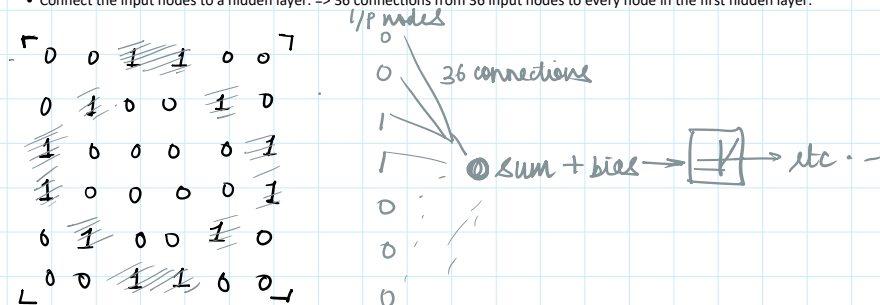 • Connect the input nodes to a hidden layer. => 36 connections from 36 input nodes to every node in the first hidden layer.
I/P nodes
0 0 1 1 0 0
0 1 0 0 1 0
1 0 0 0 0 1
1 0 0 0 0 1
0 1 0 0 1 0
0 0 1 1 0 0
0
0
1
1
0
0
0
36 connections
sum + bias → → etc. -